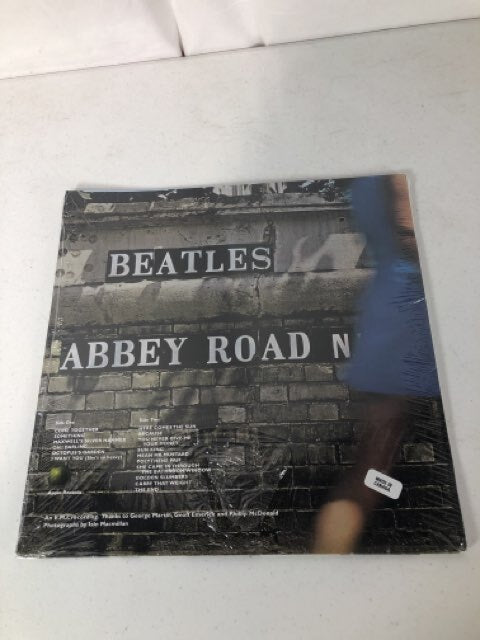 BEATLES
ABBEY ROAD N
Side One
COME TOGETHER
SOMETHING
MAXWELL'S SILVER HAMMER
OH! DARLING
OCTOPUS'S GARDEN
I WANT YOU (She's so heavy)
Side Two
HERE COMES THE SUN
BECAUSE
YOU NEVER GIVE ME
YOUR MONEY
SUN KING
MEAN MR MUSTARD
POLYTHENE PAM
SHE CAME IN THROUGH
THE BATHROOM WINDOW
GOLDEN SLUMBERS
CARRY THAT WEIGHT
THE END
Apple Records
MADE IN
CANADA
An E.M.I. recording. Thanks to George Martin, Geoff Emerick and Phillip McDonald
Photographs by Iain Macmillan